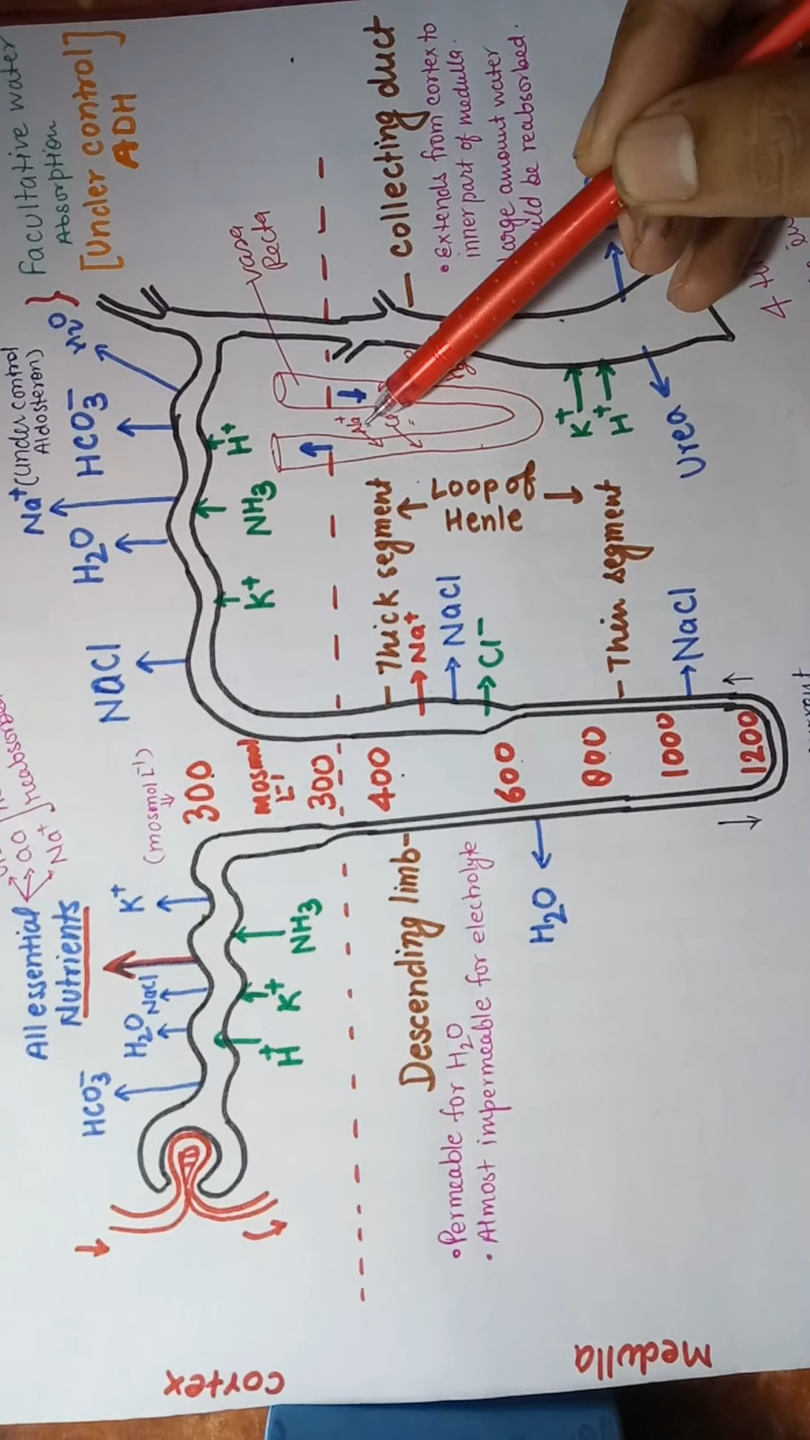 All essential
Nutrients
Na⁺
reabsorbed
HCO₃⁻
H₂O
NaCl
K⁺
H⁺
K⁺
NH₃
(mosmol L⁻¹)
300
mosmol
L⁻¹
300
400
600
800
1000
1200
NaCl
H₂O
Na⁺ (Under control
Aldosteron)
HCO₃⁻
H₂O
}
Facultative water
Absorption
[Under control]
ADH
K⁺
NH₃
H⁺
Vasa
Recta
Descending limb
• Permeable for H₂O
• Almost impermeable for electrolyte
H₂O
Thick segment
Na⁺
NaCl
Cl⁻
Loop of
Henle
Thin segment
NaCl
Na⁺
collecting duct
• Extends from cortex to
inner part of medulla.
large amount water
be reabsorbed.
K⁺
H⁺
Urea
Cortex
Medulla